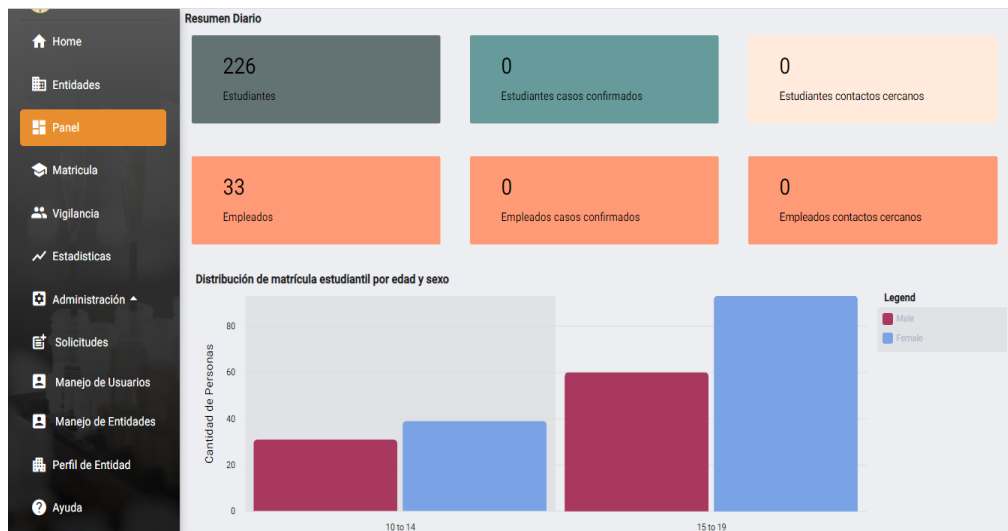 Home
Entidades
Panel
Matricula
Vigilancia
Estadisticas
Administración
Solicitudes
Manejo de Usuarios
Manejo de Entidades
Perfil de Entidad
Ayuda
Resumen Diario
226
Estudiantes
0
Estudiantes casos confirmados
0
Estudiantes contactos cercanos
33
Empleados
0
Empleados casos confirmados
0
Empleados contactos cercanos
Distribución de matrícula estudiantil por edad y sexo
Cantidad de Personas
80
60
40
20
0
10 to 14
15 to 19
Legend
Male
Female